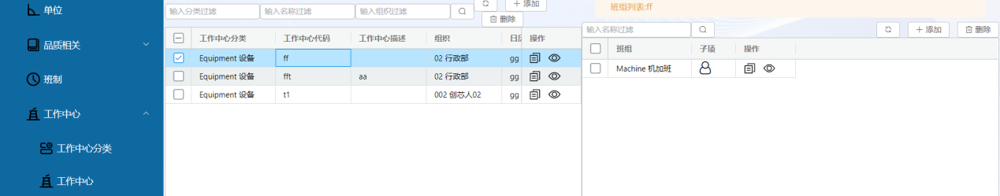 单位
品质相关
班制
工作中心
工作中心分类
工作中心
输入分类过滤 输入名称过滤 输入组织过滤 添加
删除
工作中心分类 工作中心代码 工作中心描述 组织 日历 操作
Equipment 设备 ff 02 行政部 gg
Equipment 设备 fft aa 02 行政部 gg
Equipment 设备 t1 002 创芯人02 gg
班组列表:ff
输入名称过滤 添加 删除
班组 子项 操作
Machine 机加班